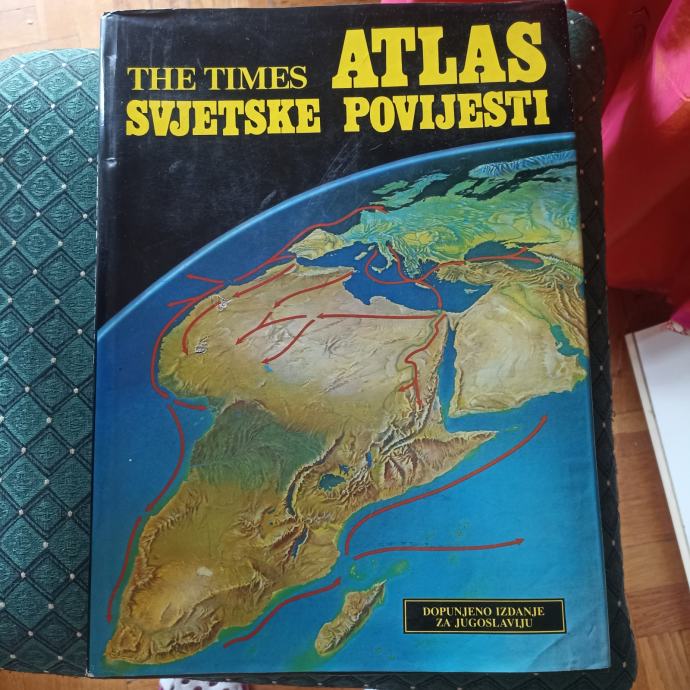 THE TIMES ATLAS
SVJETSKE POVIJESTI
DOPUNJENO IZDANJE
ZA JUGOSLAVIJU